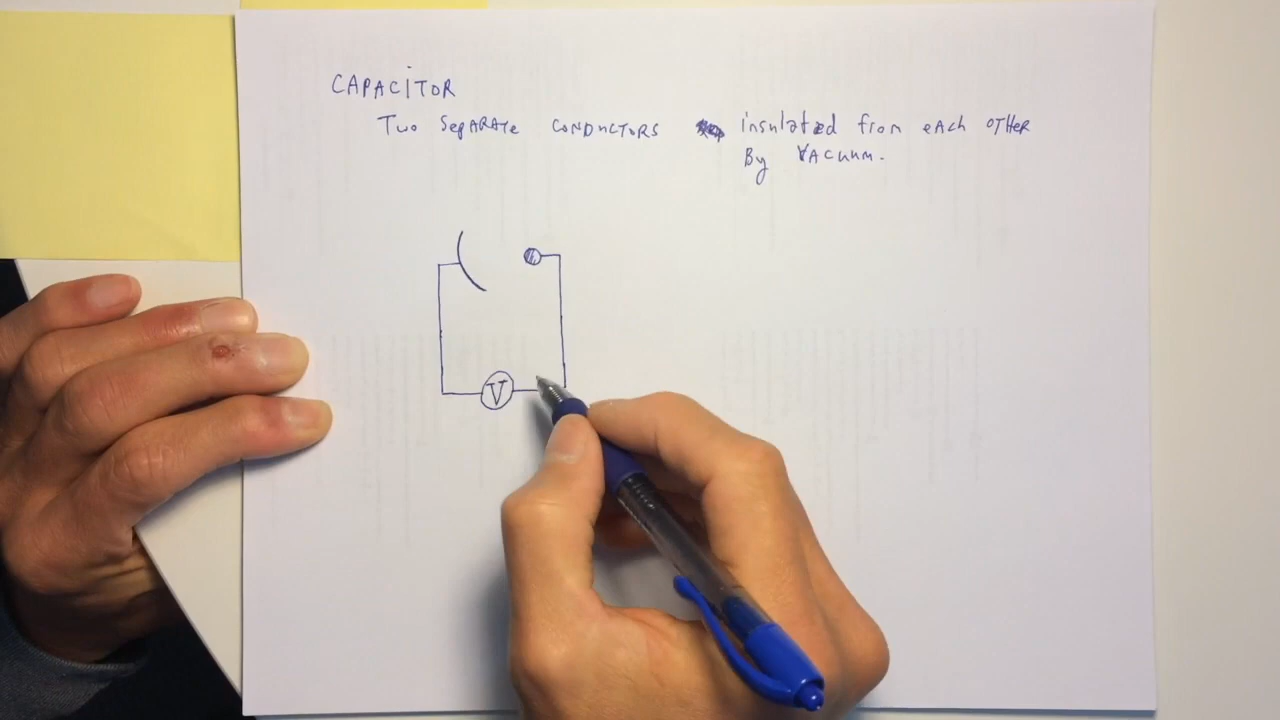 CAPACITOR
Two SepARATe CONDUCTORS insulated from eAch OTHeR
By VAcuum.
V